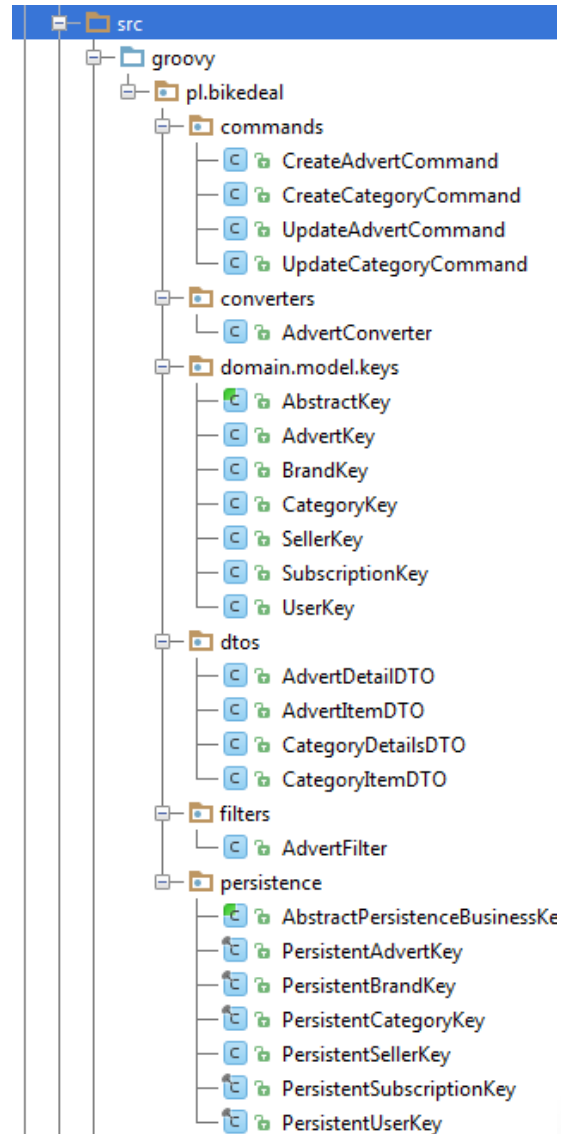 src
groovy
pl.bikedeal
commands
CreateAdvertCommand
CreateCategoryCommand
UpdateAdvertCommand
UpdateCategoryCommand
converters
AdvertConverter
domain.model.keys
AbstractKey
AdvertKey
BrandKey
CategoryKey
SellerKey
SubscriptionKey
UserKey
dtos
AdvertDetailDTO
AdvertItemDTO
CategoryDetailsDTO
CategoryItemDTO
filters
AdvertFilter
persistence
AbstractPersistenceBusinessKe
PersistentAdvertKey
PersistentBrandKey
PersistentCategoryKey
PersistentSellerKey
PersistentSubscriptionKey
PersistentUserKey